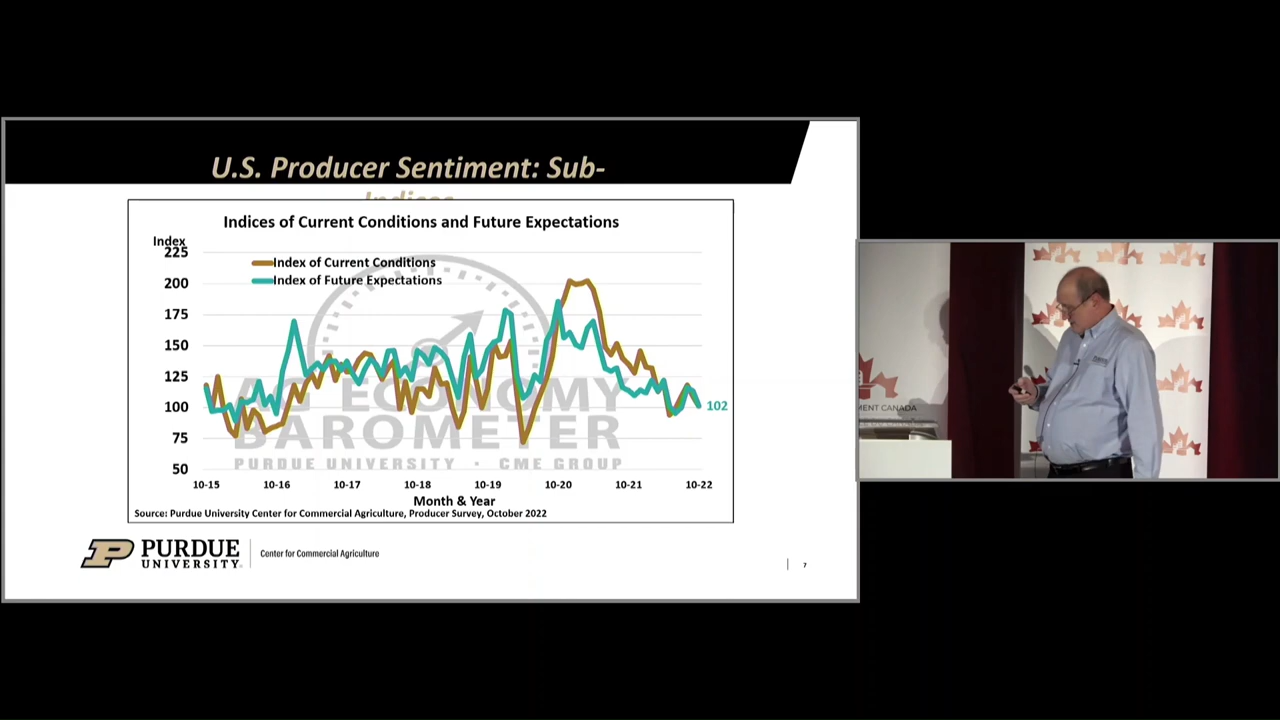 U.S. Producer Sentiment: Sub-
Indices
Indices of Current Conditions and Future Expectations
Index
225
Index of Current Conditions
Index of Future Expectations
200
175
150
125
100
75
50
102
AG ECONOMY
BAROMETER
PURDUE UNIVERSITY · CME GROUP
10-15 10-16 10-17 10-18 10-19 10-20 10-21 10-22
Month & Year
Source: Purdue University Center for Commercial Agriculture, Producer Survey, October 2022
P PURDUE
UNIVERSITY
Center for Commercial Agriculture
7
MENT CANADA